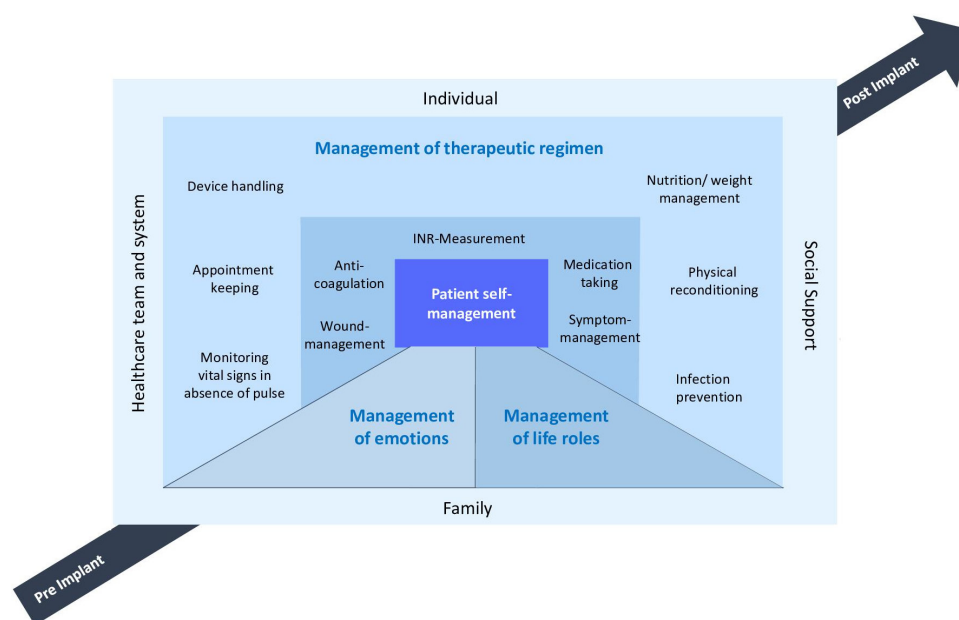 Post Implant
Individual
Management of therapeutic regimen
Device handling
Nutrition/ weight
management
Healthcare team and system
Social Support
INR-Measurement
Anti-
coagulation
Medication
taking
Appointment
keeping
Physical
reconditioning
Patient self-
management
Wound-
management
Symptom-
management
Monitoring
vital signs in
absence of pulse
Infection
prevention
Management
of emotions
Management
of life roles
Family
Pre Implant